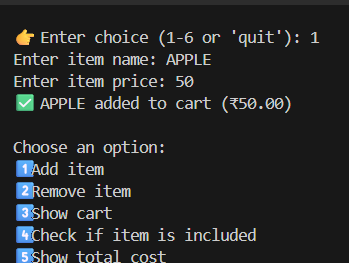 👉 Enter choice (1-6 or 'quit'): 1
Enter item name: APPLE
Enter item price: 50
✅ APPLE added to cart (₹50.00)
Choose an option:
1️⃣Add item
2️⃣Remove item
3️⃣Show cart
4️⃣Check if item is included
5️⃣Show total cost